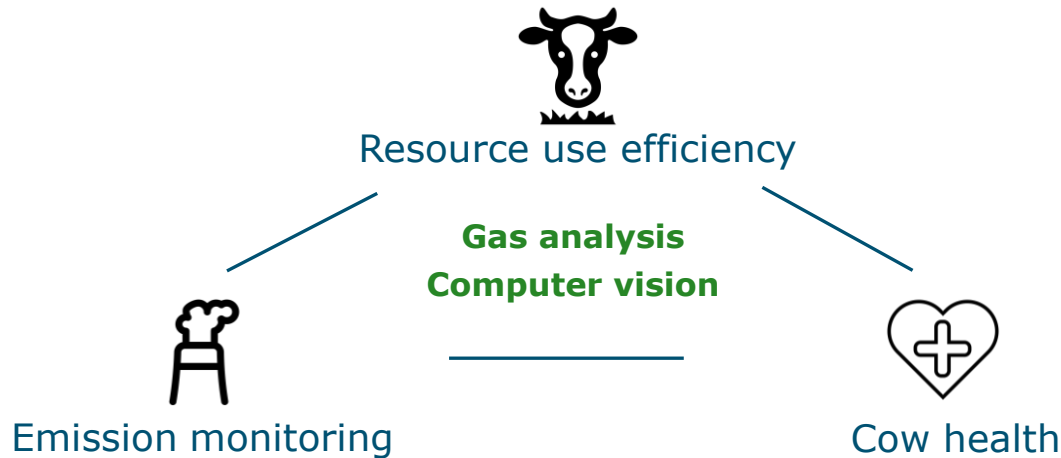 Resource use efficiency
Gas analysis
Computer vision
Emission monitoring
Cow health